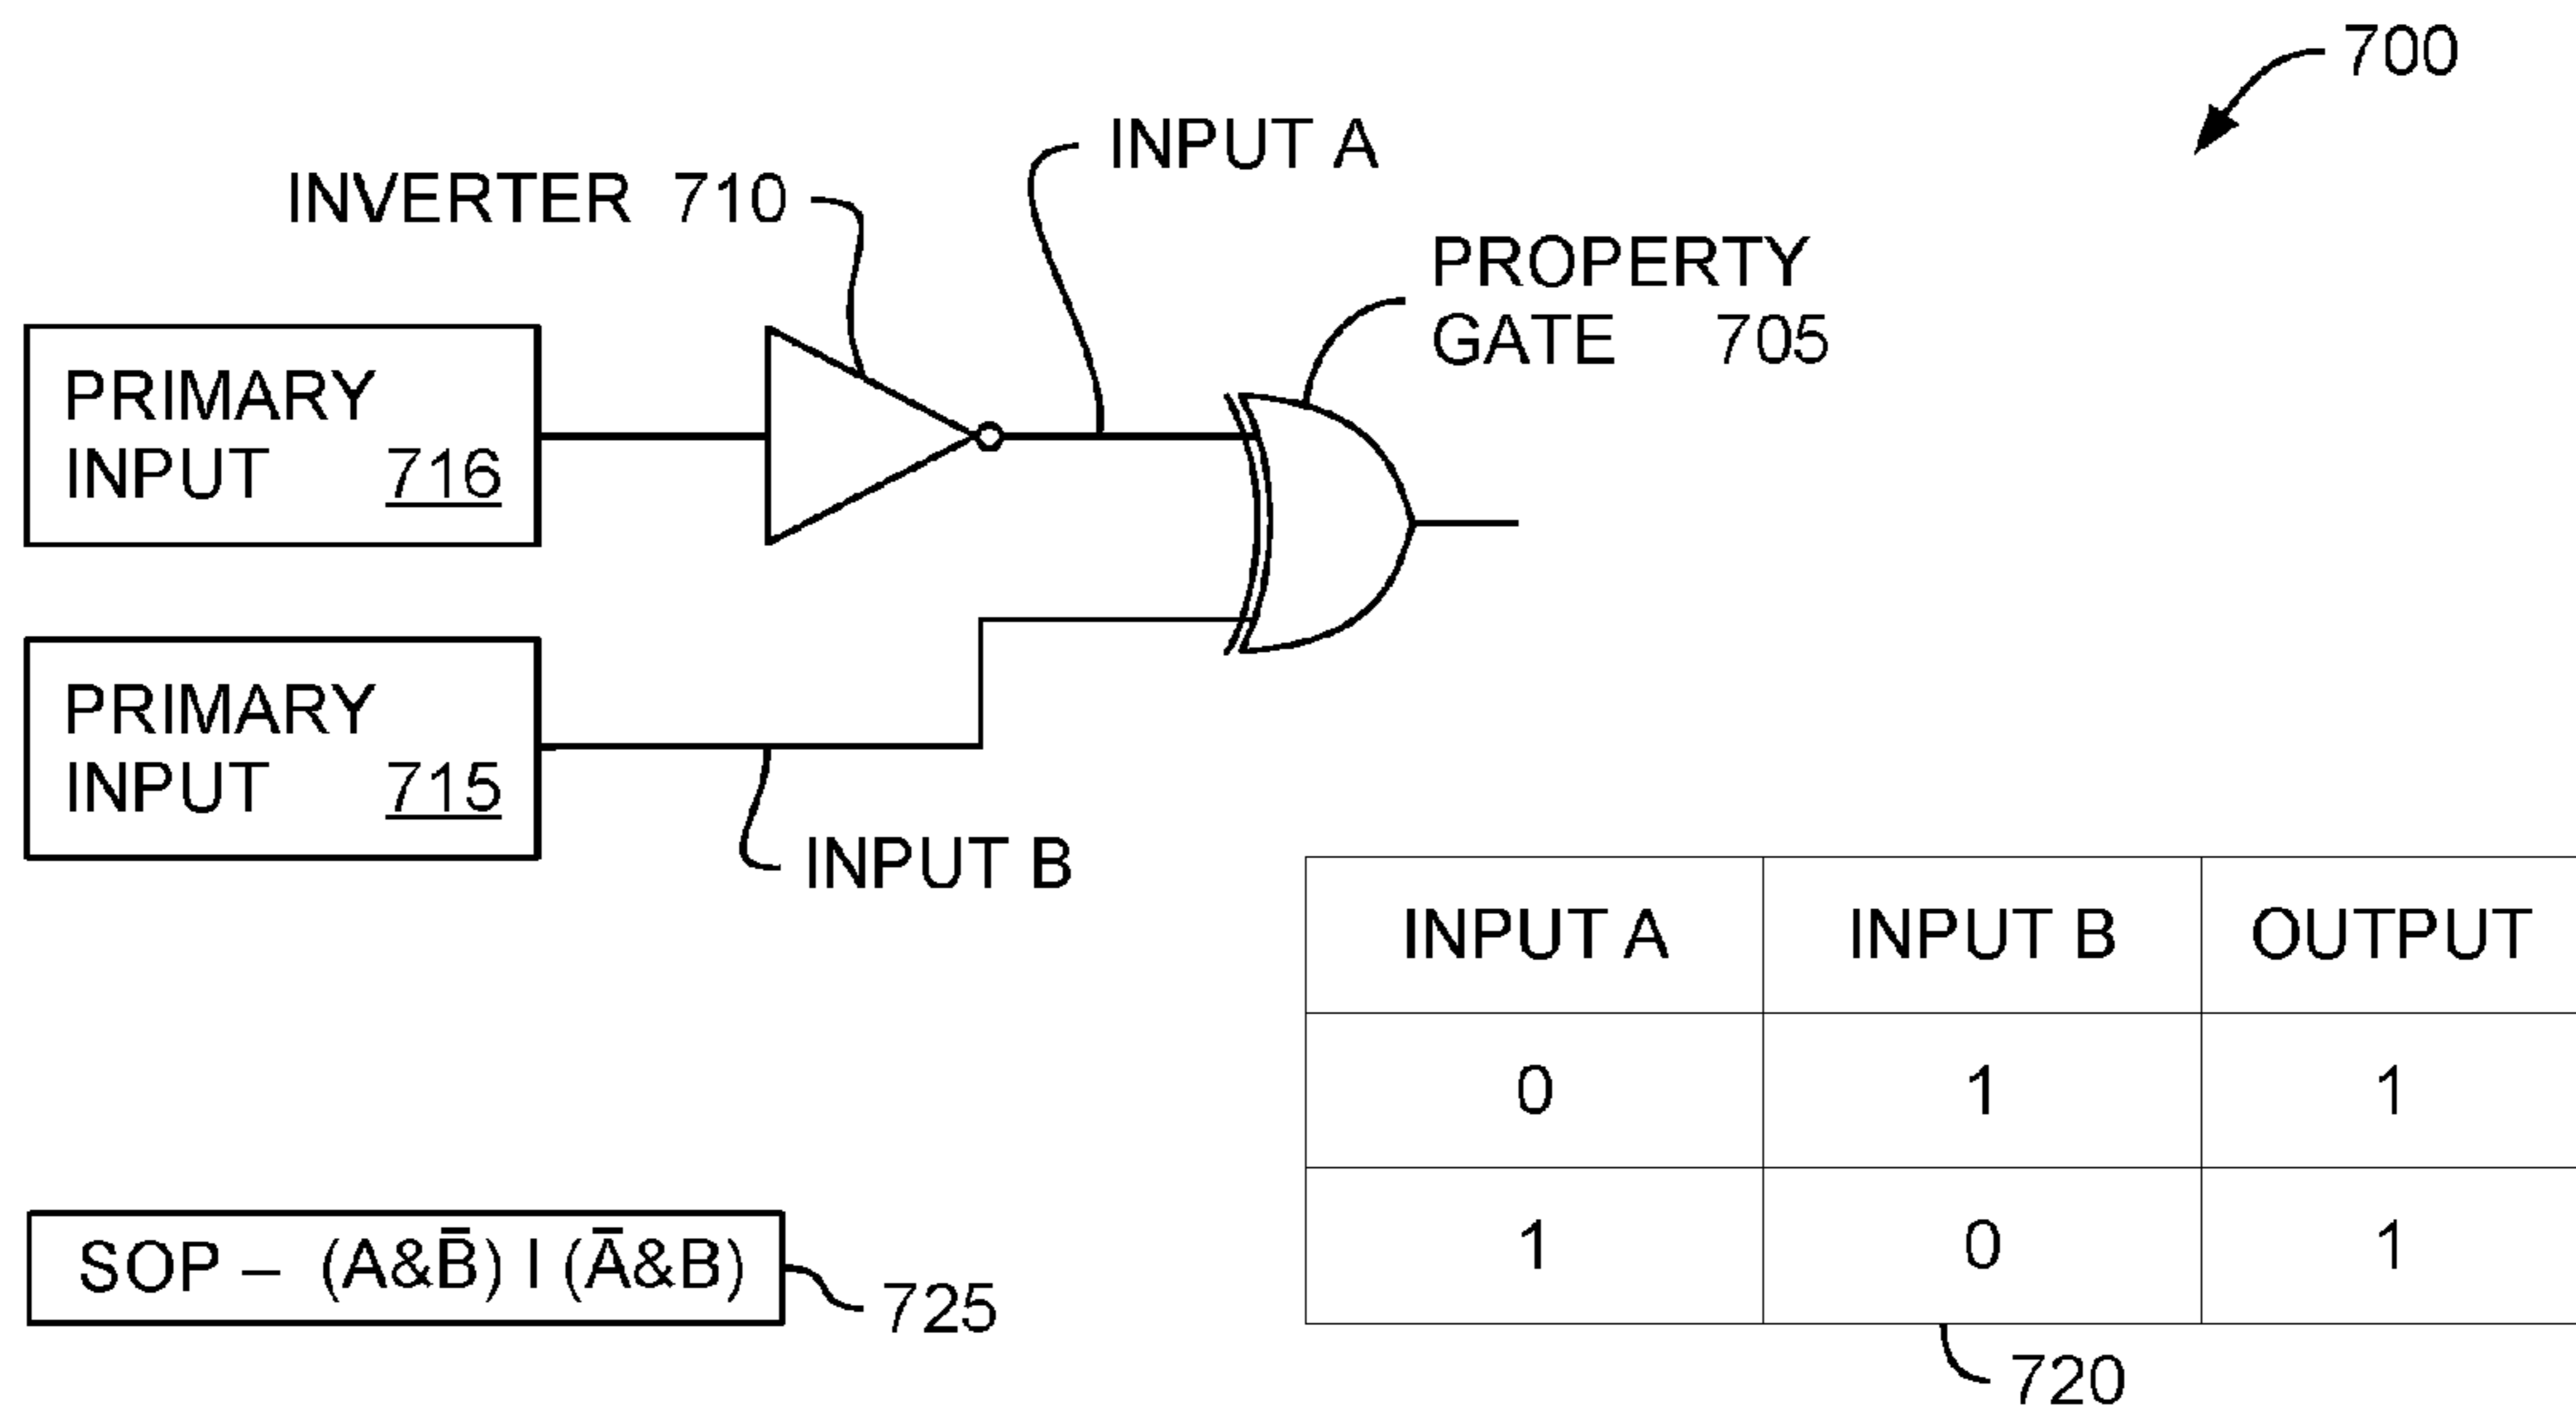 700
INPUT A
INVERTER 710
PROPERTY
GATE 705
PRIMARY
INPUT 716
PRIMARY
INPUT 715
INPUT B
INPUT A INPUT B OUTPUT
0 1 1
1 0 1
SOP – (A&B̅) I (A̅&B)
725
720